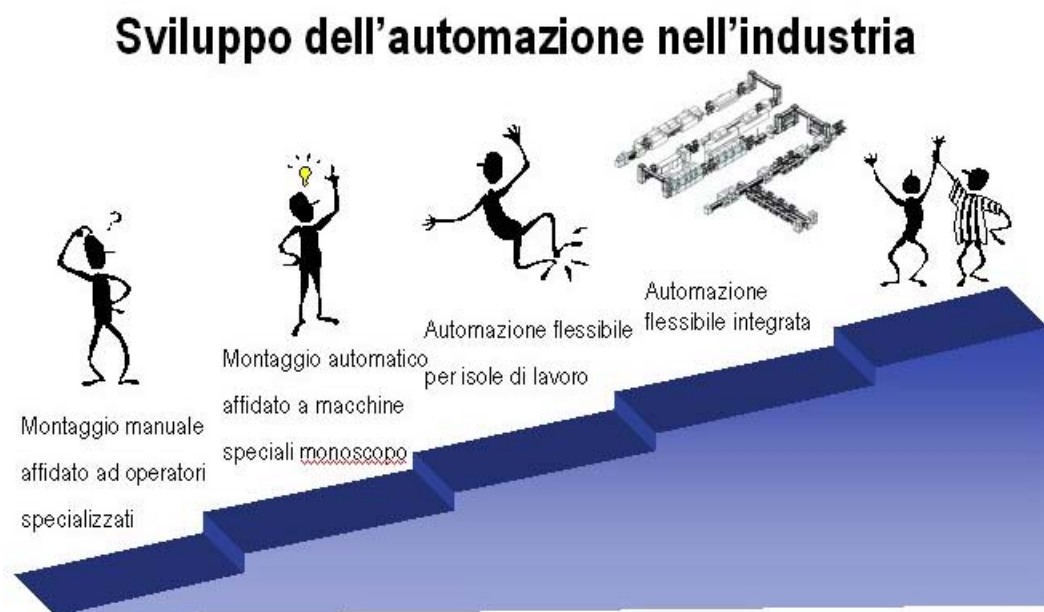 Sviluppo dell'automazione nell'industria
?
Montaggio manuale
affidato ad operatori
specializzati
Montaggio automatico
affidato a macchine
speciali monoscopo
Automazione flessibile
per isole di lavoro
Automazione
flessibile integrata